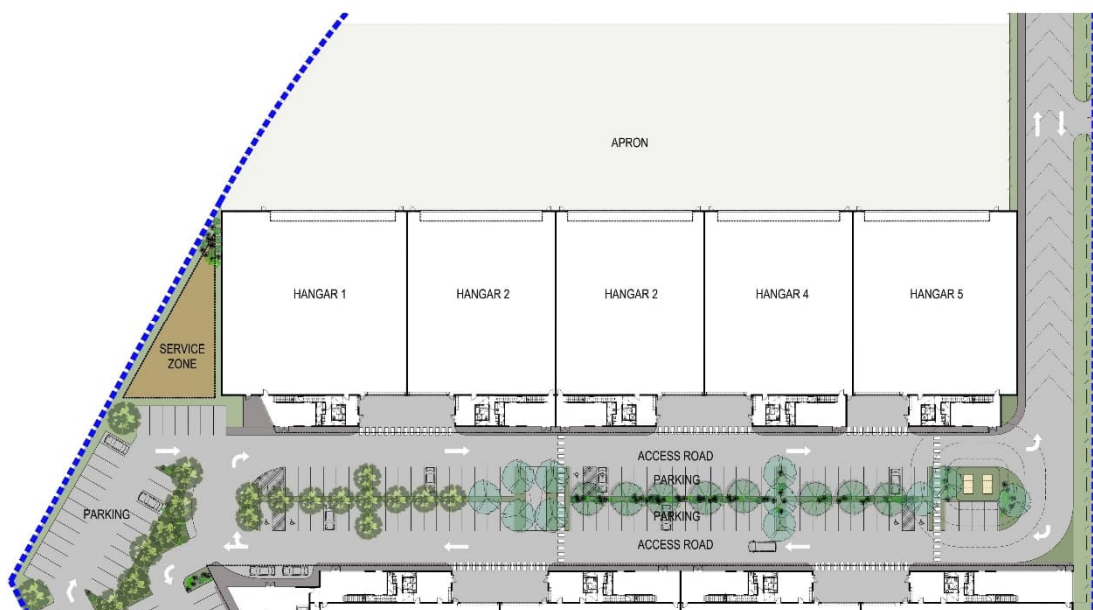 APRON
HANGAR 1
HANGAR 2
HANGAR 2
HANGAR 4
HANGAR 5
SERVICE
ZONE
ACCESS ROAD
PARKING
PARKING
PARKING
ACCESS ROAD